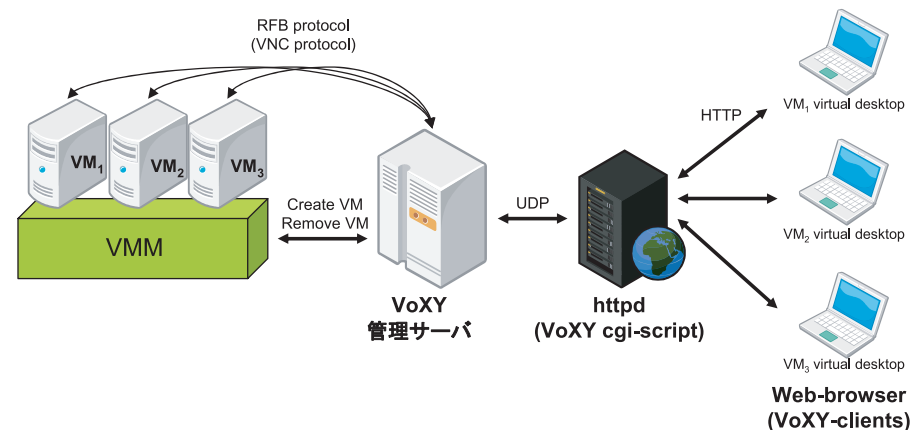 RFB protocol
(VNC protocol)
VM₁
VM₂
VM₃
VMM
Create VM
Remove VM
VoXY
管理サーバ
UDP
httpd
(VoXY cgi-script)
HTTP
VM₁ virtual desktop
VM₂ virtual desktop
VM₃ virtual desktop
Web-browser
(VoXY-clients)